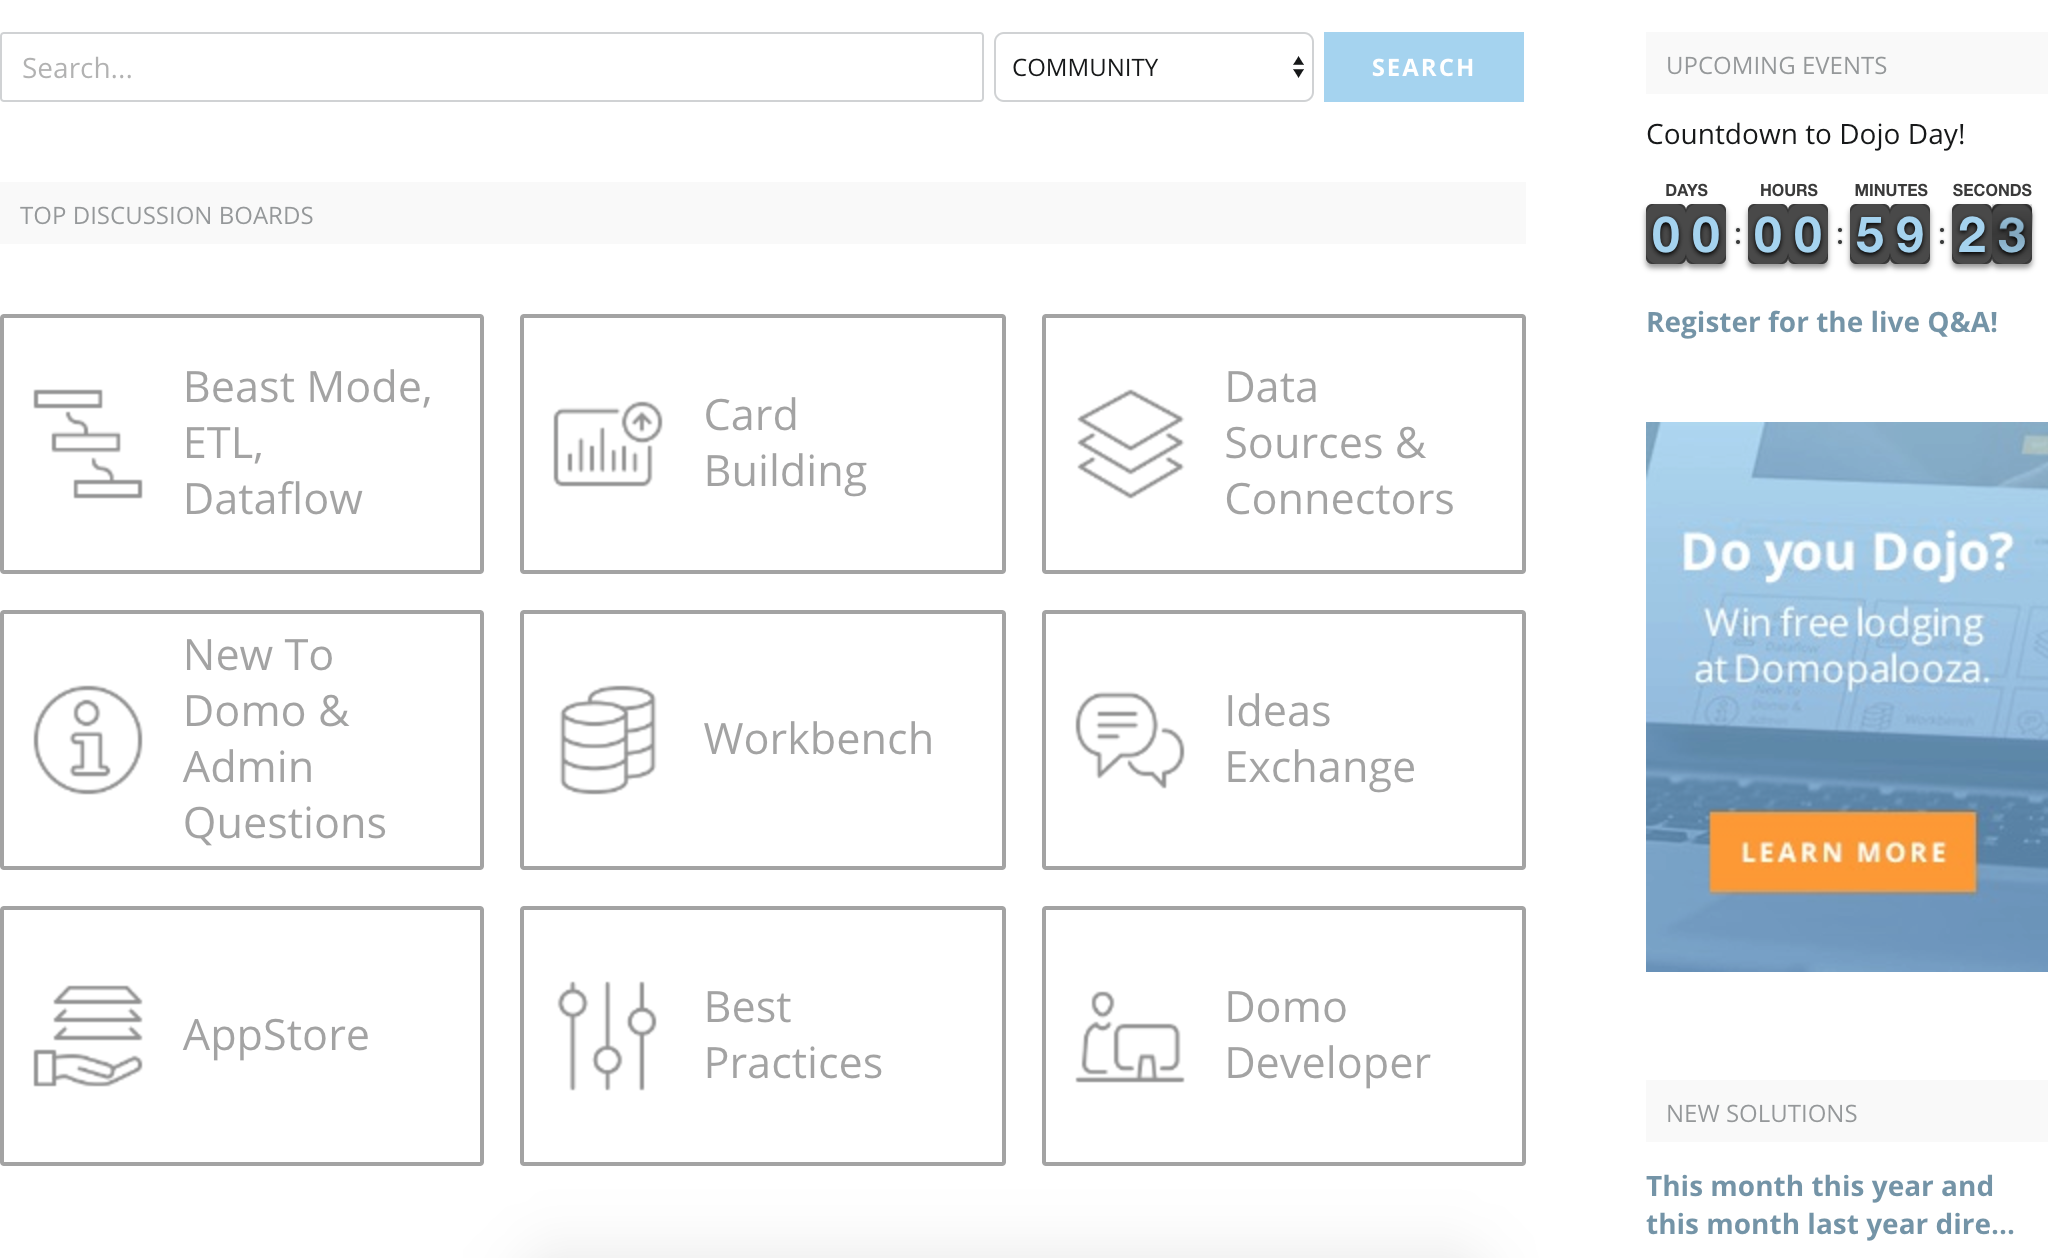 Search...
COMMUNITY
SEARCH
TOP DISCUSSION BOARDS
Beast Mode,
ETL,
Dataflow
Card
Building
Data
Sources &
Connectors
New To
Domo &
Admin
Questions
Workbench
Ideas
Exchange
AppStore
Best
Practices
Domo
Developer
UPCOMING EVENTS
Countdown to Dojo Day!
DAYS HOURS MINUTES SECONDS
00 : 00 : 59 : 23
Register for the live Q&A!
Do you Dojo?
Win free lodging
at Domopalooza.
LEARN MORE
NEW SOLUTIONS
This month this year and
this month last year dire...